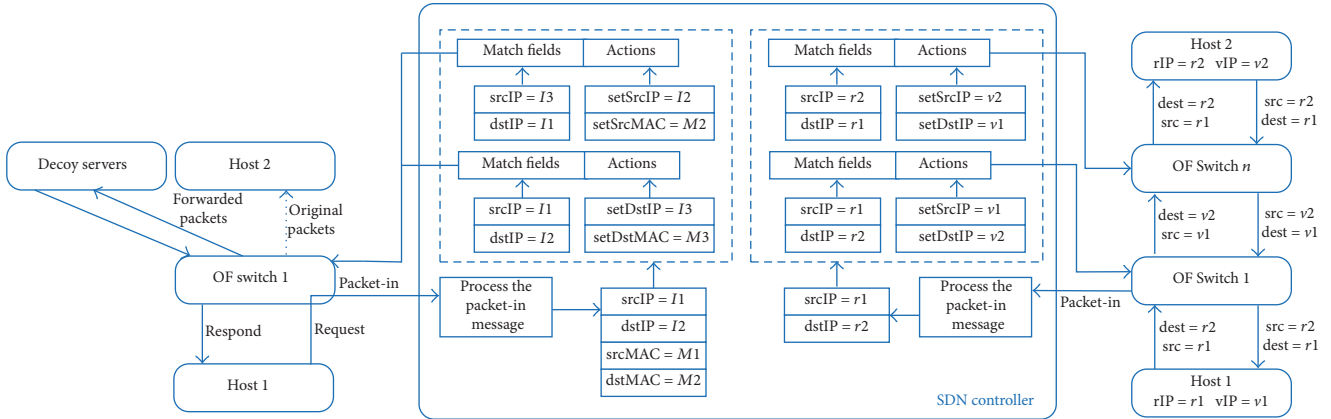 Decoy servers
Host 2
Forwarded
packets
Original
packets
OF switch 1
Respond
Request
Host 1
Packet-in
Match fields
Actions
srcIP = I3
dstIP = I1
setSrcIP = I2
setSrcMAC = M2
Match fields
Actions
srcIP = I1
dstIP = I2
setDstIP = I3
setDstMAC = M3
Process the
packet-in
message
srcIP = I1
dstIP = I2
srcMAC = M1
dstMAC = M2
Match fields
Actions
srcIP = r2
dstIP = r1
setSrcIP = v2
setDstIP = v1
Match fields
Actions
srcIP = r1
dstIP = r2
setSrcIP = v1
setDstIP = v2
srcIP = r1
dstIP = r2
Process the
packet-in
message
SDN controller
Packet-in
Host 2
rIP = r2 vIP = v2
dest = r2
src = r1
src = r2
dest = r1
OF Switch n
dest = v2
src = v1
src = v2
dest = v1
OF Switch 1
dest = r2
src = r1
src = r2
dest = r1
Host 1
rIP = r1 vIP = v1